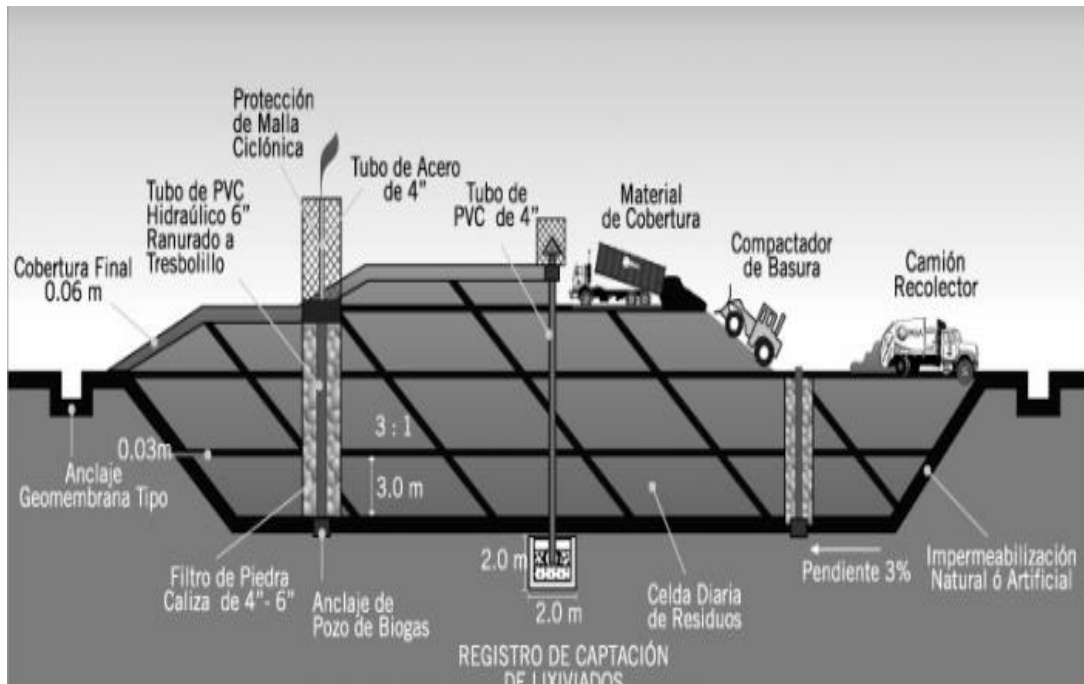 Protección
de Malla
Ciclónica
Tubo de Acero
de 4"
Tubo de PVC
Hidraúlico 6"
Ranurado a
Tresbolillo
Tubo de
PVC de 4"
Material
de Cobertura
Compactador
de Basura
Camión
Recolector
Cobertura Final
0.06 m
3 : 1
0.03m
3.0 m
Anclaje
Geomembrana Tipo
2.0 m
2.0 m
Filtro de Piedra
Caliza de 4"- 6"
Anclaje de
Pozo de Biogas
Celda Diaria
de Residuos
Pendiente 3%
Impermeabilización
Natural ó Artificial
REGISTRO DE CAPTACIÓN
DE LIXIVIADOS